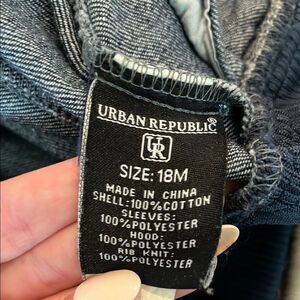 URBAN REPUBLIC®
UR
SIZE: 18M
MADE IN CHINA
SHELL: 100% COTTON
SLEEVES:
100% POLYESTER
HOOD:
100% POLYESTER
RIB KNIT:
100% POLYESTER